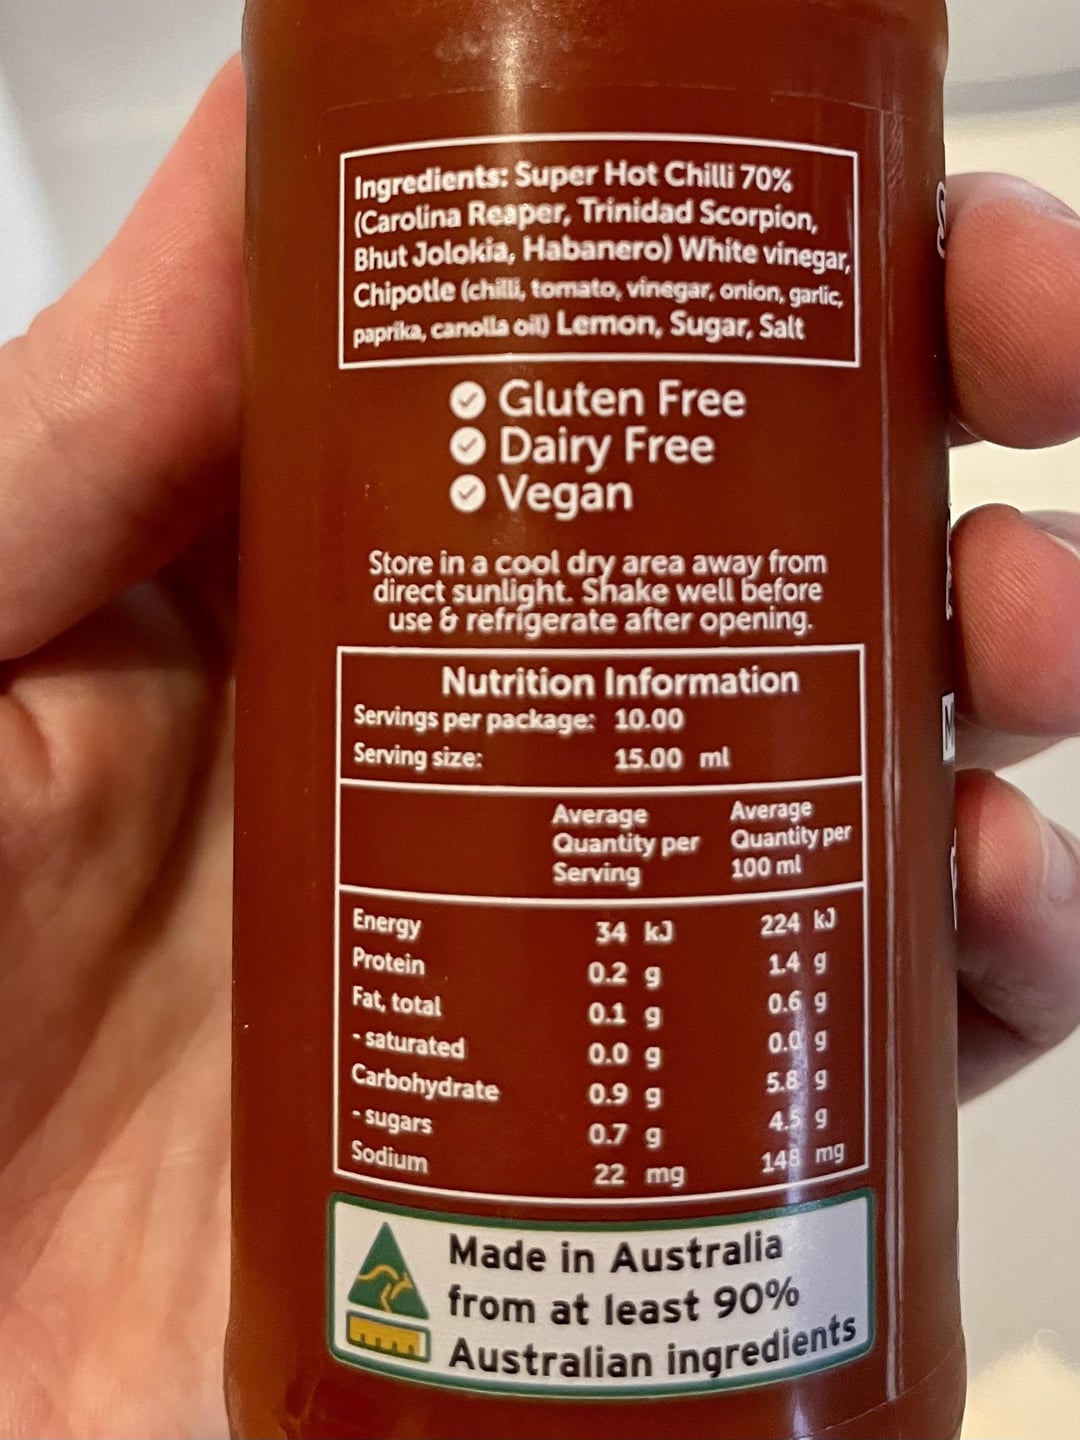 Ingredients: Super Hot Chilli 70%
(Carolina Reaper, Trinidad Scorpion,
Bhut Jolokia, Habanero) White vinegar,
Chipotle (chilli, tomato, vinegar, onion, garlic,
paprika, canolla oil) Lemon, Sugar, Salt
Gluten Free
Dairy Free
Vegan
Store in a cool dry area away from
direct sunlight. Shake well before
use & refrigerate after opening.
Nutrition Information
Servings per package: 10.00
Serving size: 15.00 ml
Average Quantity per Serving Average Quantity per 100 ml
Energy 34 kJ 224 kJ
Protein 0.2 g 1.4 g
Fat, total 0.1 g 0.6 g
- saturated 0.0 g 0.0 g
Carbohydrate 0.9 g 5.8 g
- sugars 0.7 g 4.5 g
Sodium 22 mg 148 mg
Made in Australia
from at least 90%
Australian ingredients